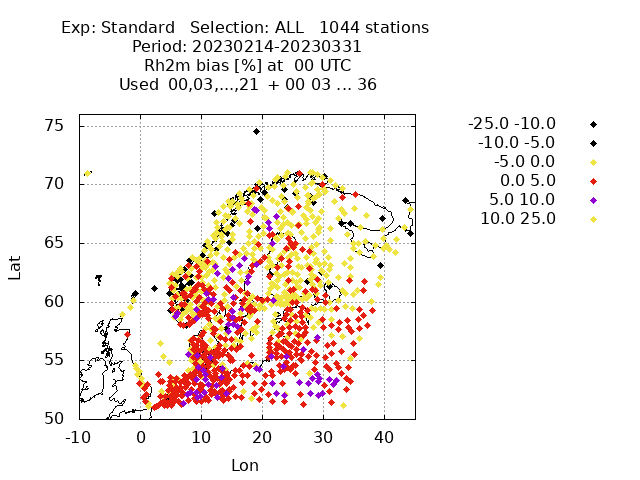 Exp: Standard   Selection: ALL   1044 stations
Period: 20230214-20230331
Rh2m bias [%] at  00 UTC
Used  00,03,...,21  + 00 03 ... 36
-25.0 -10.0
-10.0 -5.0
-5.0 0.0
0.0 5.0
5.0 10.0
10.0 25.0
75
70
65
60
55
50
Lat
-10 0 10 20 30 40
Lon